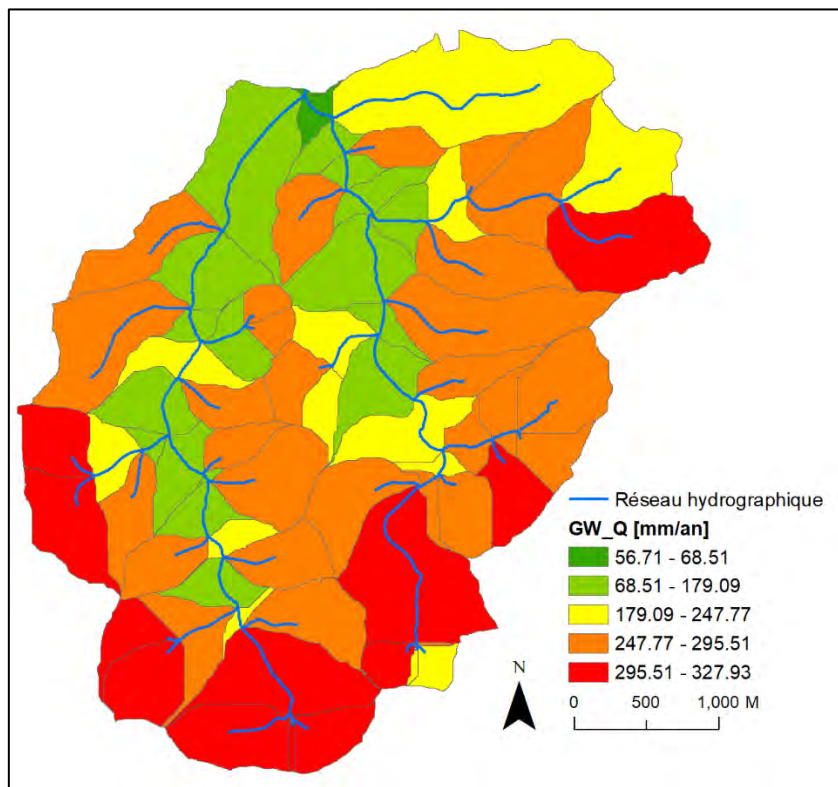 Réseau hydrographique
GW_Q [mm/an]
56.71 - 68.51
68.51 - 179.09
179.09 - 247.77
247.77 - 295.51
295.51 - 327.93
N
0 500 1,000 M